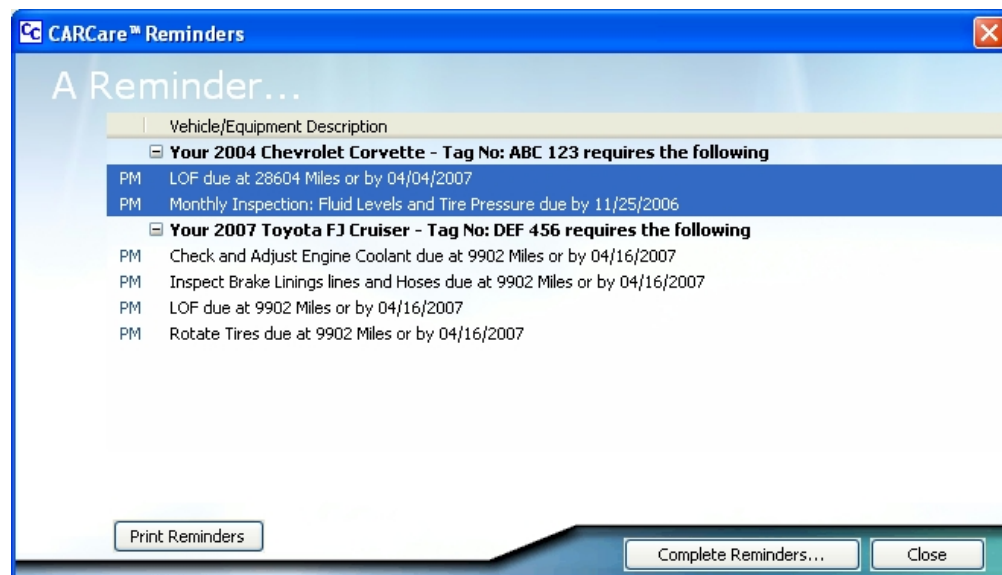 Cc CARCare™ Reminders
A Reminder...
Vehicle/Equipment Description
Your 2004 Chevrolet Corvette - Tag No: ABC 123 requires the following
PM LOF due at 28604 Miles or by 04/04/2007
PM Monthly Inspection: Fluid Levels and Tire Pressure due by 11/25/2006
Your 2007 Toyota FJ Cruiser - Tag No: DEF 456 requires the following
PM Check and Adjust Engine Coolant due at 9902 Miles or by 04/16/2007
PM Inspect Brake Linings lines and Hoses due at 9902 Miles or by 04/16/2007
PM LOF due at 9902 Miles or by 04/16/2007
PM Rotate Tires due at 9902 Miles or by 04/16/2007
Print Reminders
Complete Reminders... Close